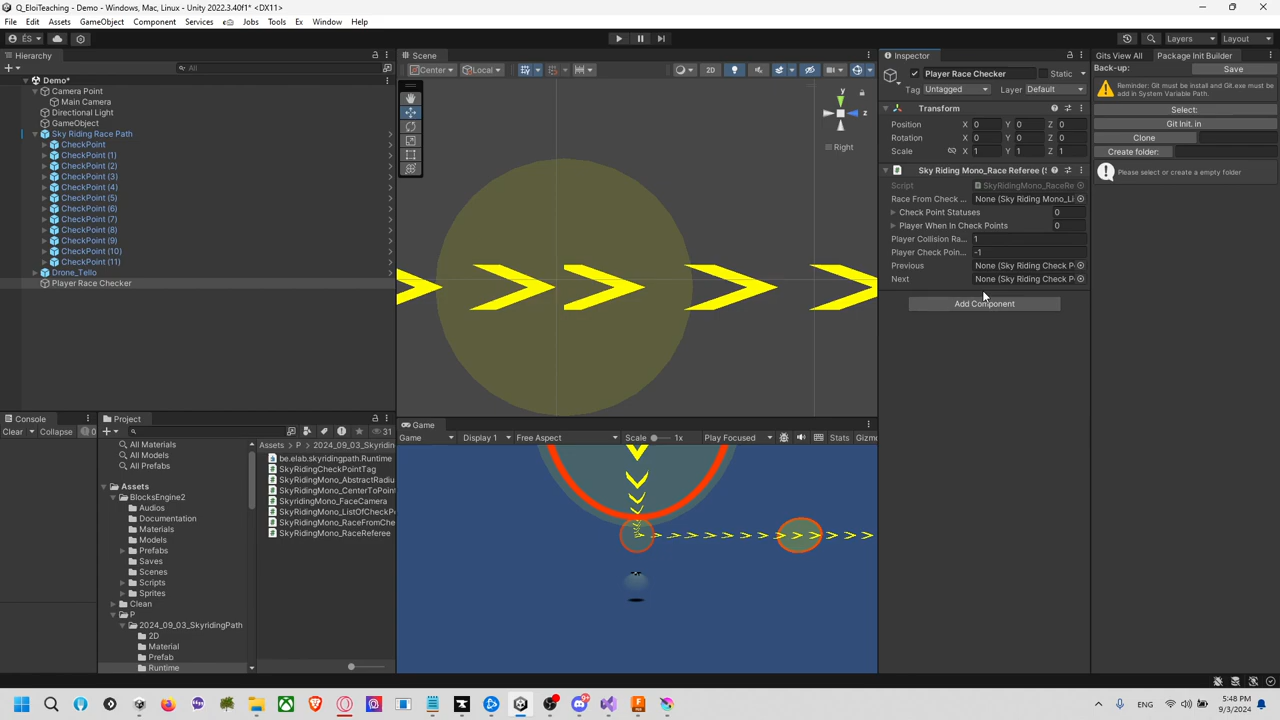 Q_EloiTeaching - Demo - Windows, Mac, Linux - Unity 2022.3.40f1* <DX11>
File Edit Assets GameObject Component Services Jobs Tools Ex Window Help
ÉS
Layers Layout
Hierarchy
All
Demo*
Camera Point
Main Camera
Directional Light
GameObject
Sky Riding Race Path
CheckPoint
CheckPoint (1)
CheckPoint (2)
CheckPoint (3)
CheckPoint (4)
CheckPoint (5)
CheckPoint (6)
CheckPoint (7)
CheckPoint (8)
CheckPoint (9)
CheckPoint (10)
CheckPoint (11)
Drone_Tello
Player Race Checker
Scene
Center Local 2D
y
z
Right
Game
Game Display 1 Free Aspect Scale 1x Play Focused Stats Gizm
Inspector
Player Race Checker Static
Tag Untagged Layer Default
Transform
Position X 0 Y 0 Z 0
Rotation X 0 Y 0 Z 0
Scale X 1 Y 1 Z 1
Sky Riding Mono_Race Referee (S
Script SkyRidingMono_RaceRe
Race From Check ... None (Sky Riding Mono_Li
Check Point Statuses 0
Player When In Check Points 0
Player Collision Ra... 1
Player Check Poin... -1
Previous None (Sky Riding Check P
Next None (Sky Riding Check P
Add Component
Gits View All Package Init Builder
Back-up: Save
Reminder: Git must be install and Git.exe must be
add in System Variable Path.
Select:
Git Init. in
Clone
Create folder:
Please select or create a empty folder
Console
Clear Collapse 0
Project
31
All Materials
All Models
All Prefabs
Assets
BlocksEngine2
Audios
Documentation
Materials
Models
Prefabs
Saves
Scenes
Scripts
Sprites
Clean
P
2024_09_03_SkyridingPath
2D
Material
Prefab
Runtime
Assets > P > 2024_09_03_Skyridin
be.elab.skyridingpath.Runtime
SkyRidingCheckPointTag
SkyRidingMono_AbstractRadiu
SkyRidingMono_CenterToPoint
SkyRidingMono_FaceCamera
SkyRidingMono_ListOfCheckPo
SkyRidingMono_RaceFromChe
SkyRidingMono_RaceReferee
ENG
5:48 PM
9/3/2024